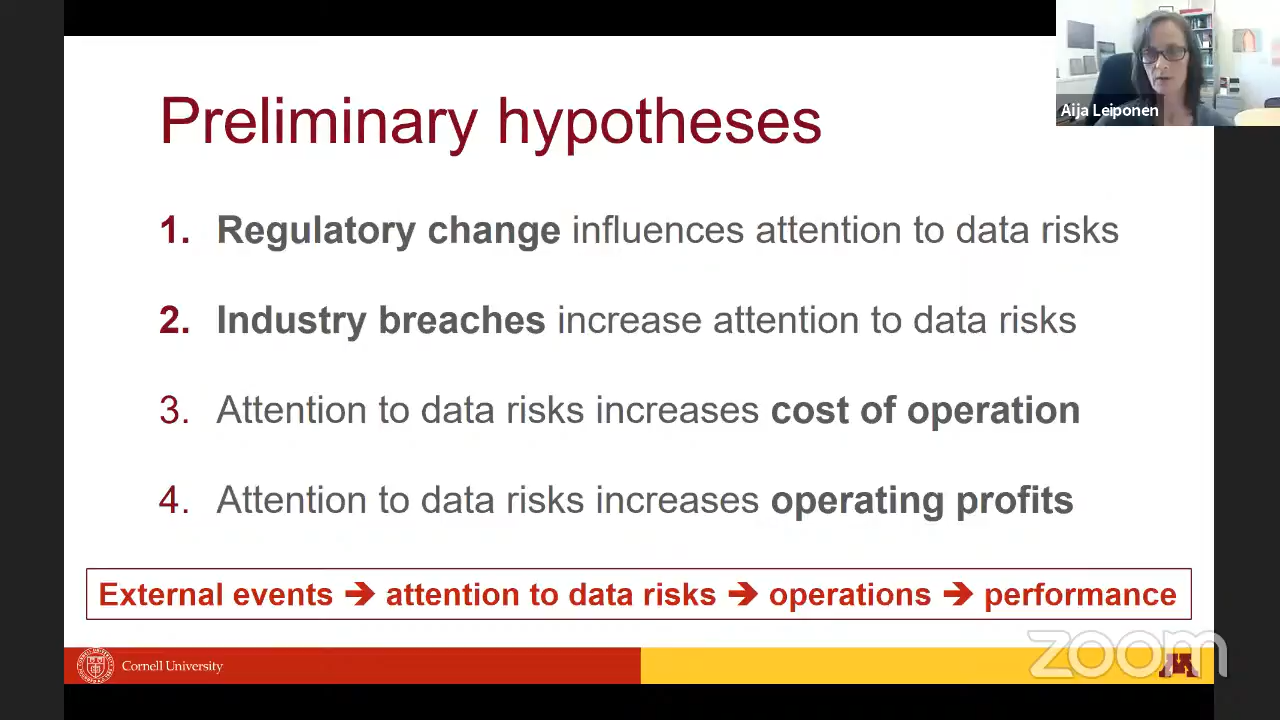 Aija Leiponen
Preliminary hypotheses
1. Regulatory change influences attention to data risks
2. Industry breaches increase attention to data risks
3. Attention to data risks increases cost of operation
4. Attention to data risks increases operating profits
External events ➔ attention to data risks ➔ operations ➔ performance
Cornell University
zoom
M